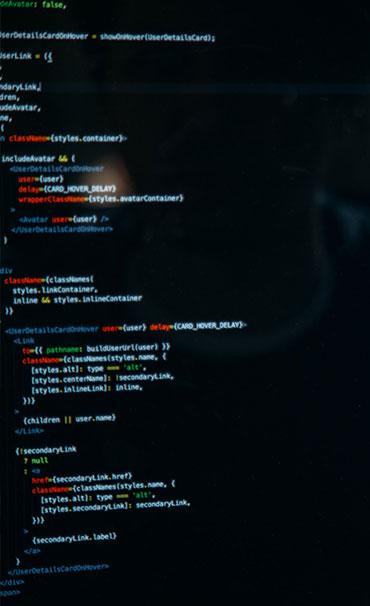 deAvatar: false,
UserDetailsCardOnHover = showOnHover(UserDetailsCard);
UserLink = ({
ndaryLink,
dren,
udeAvatar,
ne,
{
n className={styles.container}>
includeAvatar && (
<UserDetailsCardOnHover
user={user}
delay={CARD_HOVER_DELAY}
wrapperClassName={styles.avatarContainer}
>
<Avatar user={user} />
</UserDetailsCardOnHover>
)
div
className={classNames(
styles.linkContainer,
inline && styles.inlineContainer
)}
<UserDetailsCardOnHover user={user} delay={CARD_HOVER_DELAY}>
<Link
to={{ pathname: buildUserUrl(user) }}
className={classNames(styles.name, {
[styles.alt]: type === 'alt',
[styles.centerName]: !secondaryLink,
[styles.inlineLink]: inline,
})}
>
{children || user.name}
</Link>
{!secondaryLink
? null
: <a
href={secondaryLink.href}
className={classNames(styles.name, {
[styles.alt]: type === 'alt',
[styles.secondaryLink]: secondaryLink,
})}
>
{secondaryLink.label}
</a>
}
</UserDetailsCardOnHover>
</div>
span>